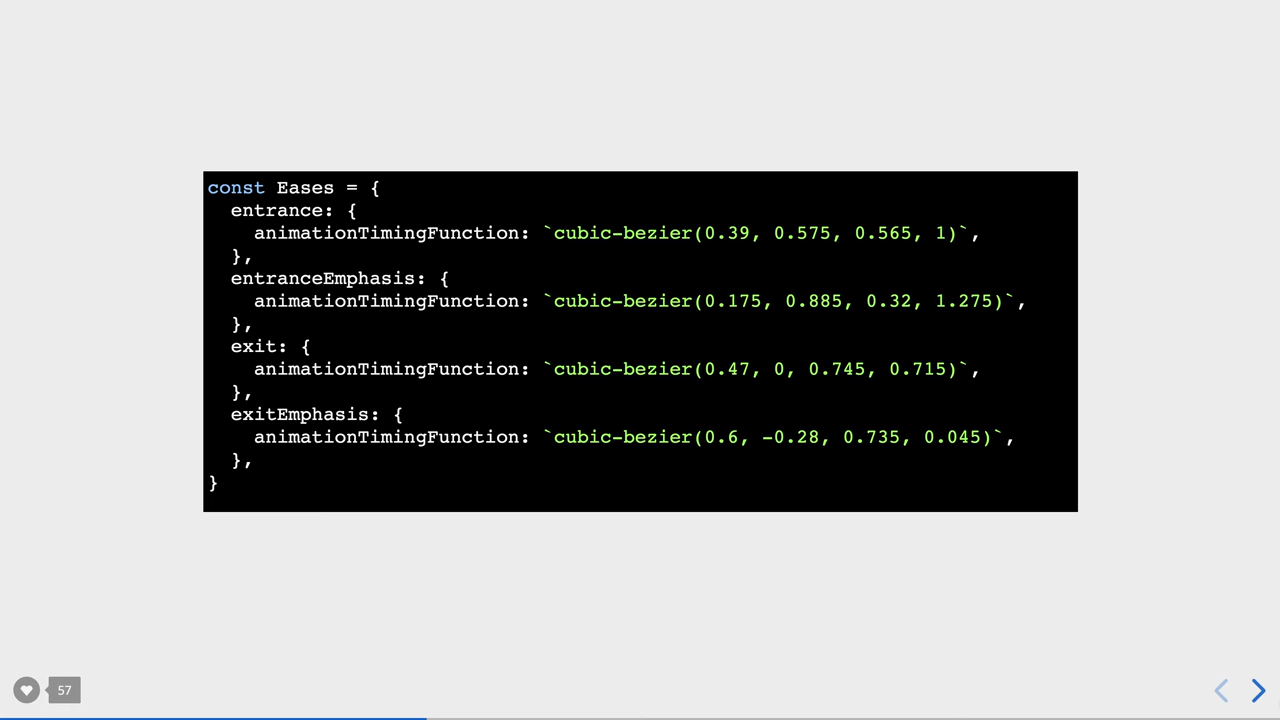 const Eases = {
  entrance: {
    animationTimingFunction: `cubic-bezier(0.39, 0.575, 0.565, 1)`,
  },
  entranceEmphasis: {
    animationTimingFunction: `cubic-bezier(0.175, 0.885, 0.32, 1.275)`,
  },
  exit: {
    animationTimingFunction: `cubic-bezier(0.47, 0, 0.745, 0.715)`,
  },
  exitEmphasis: {
    animationTimingFunction: `cubic-bezier(0.6, -0.28, 0.735, 0.045)`,
  },
}
57